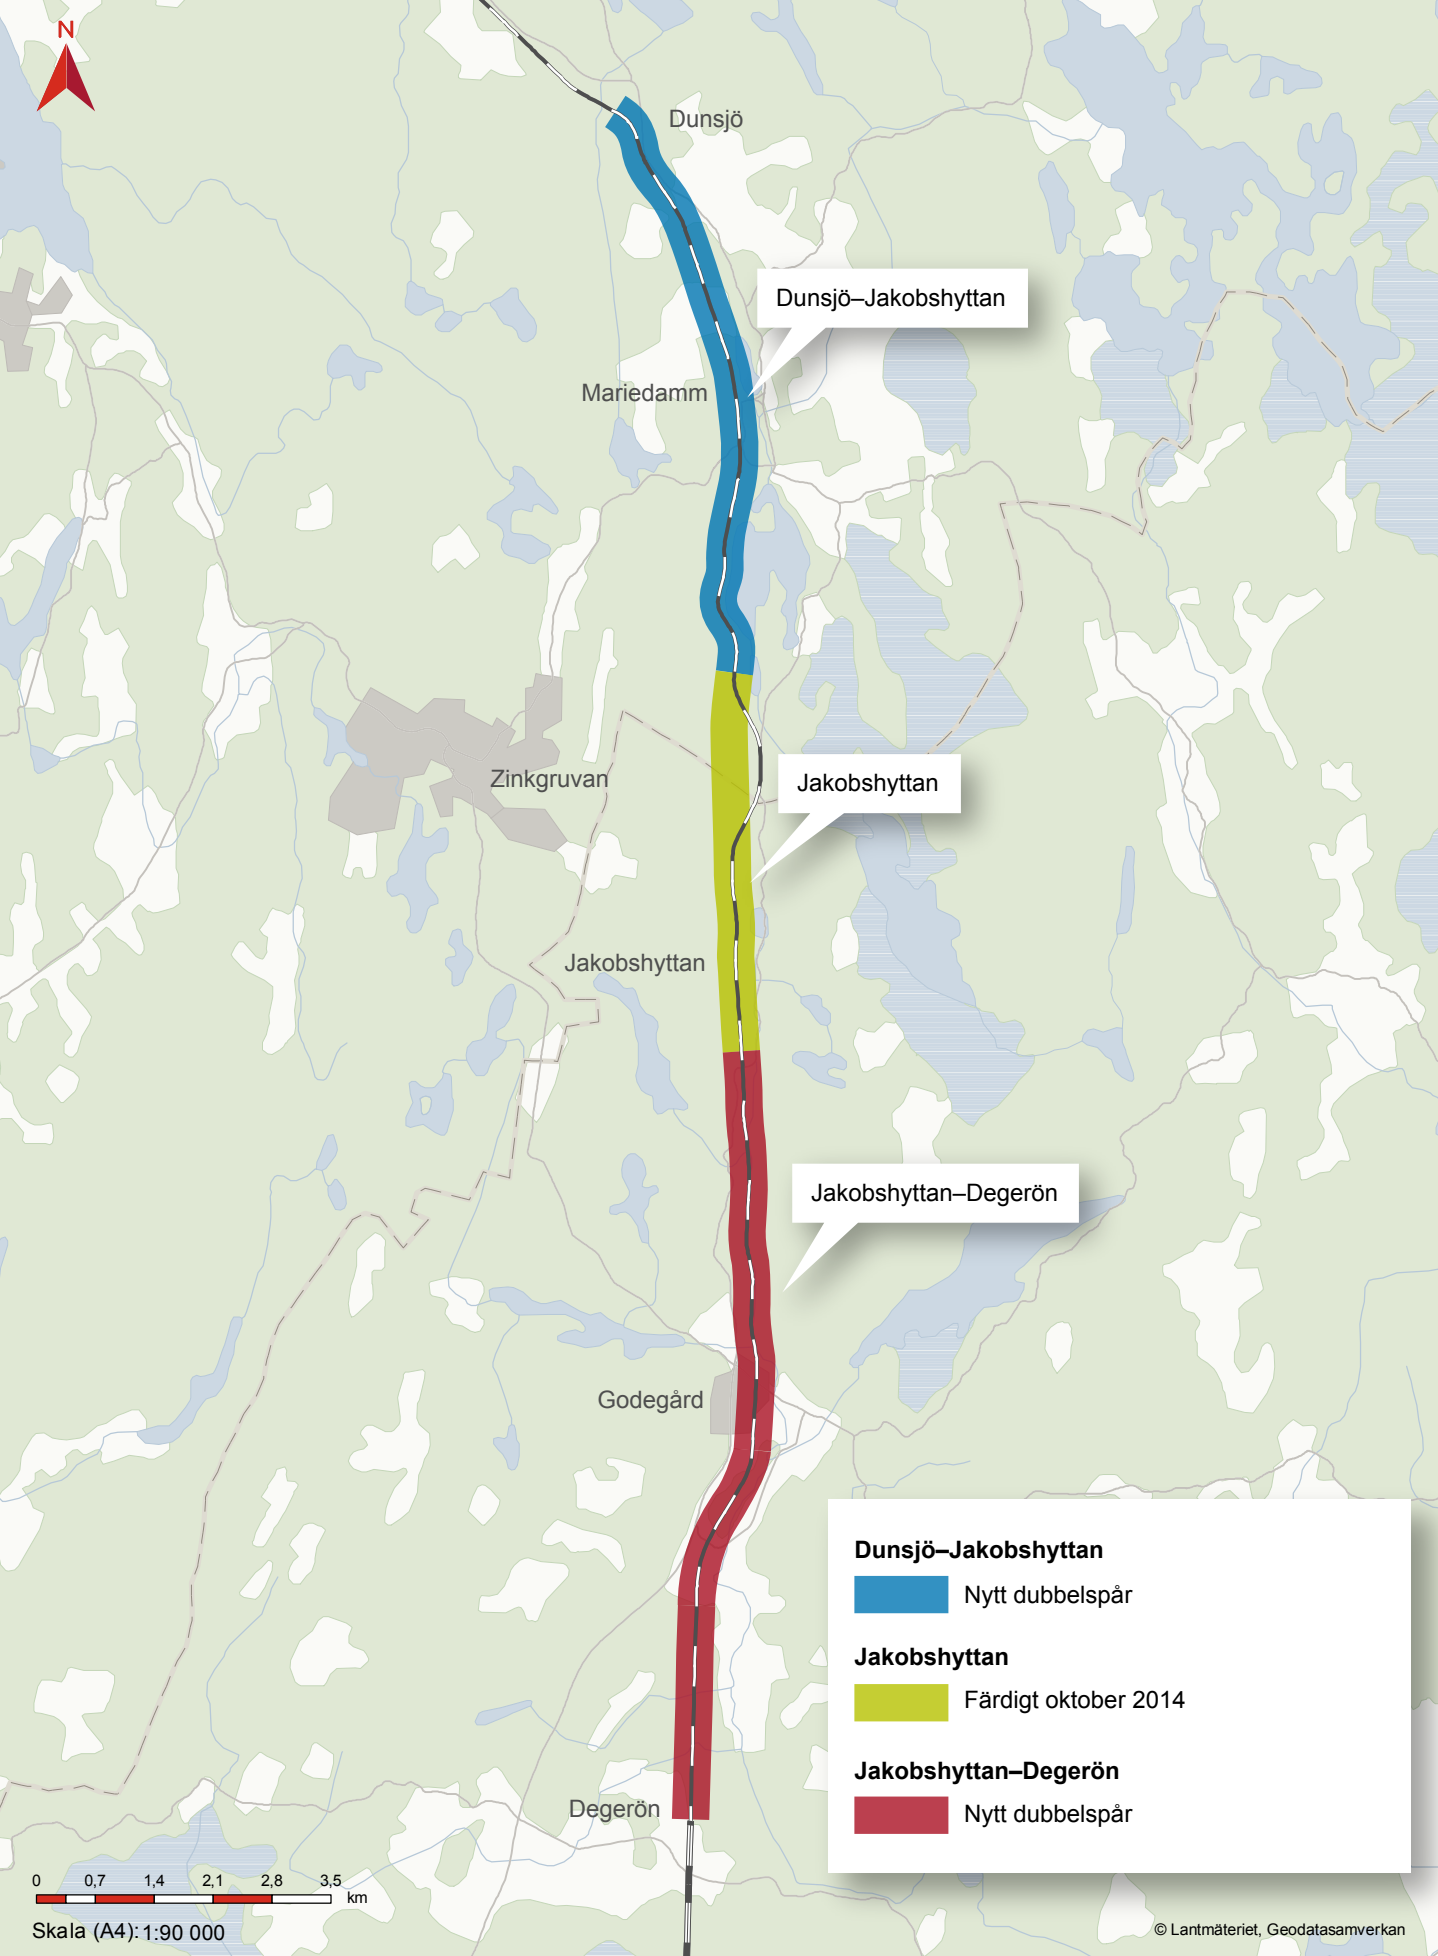 N
Dunsjö
Dunsjö–Jakobshyttan
Mariedamm
Jakobshyttan
Zinkgruvan
Jakobshyttan
Jakobshyttan–Degerön
Godegård
Degerön
Dunsjö–Jakobshyttan
Nytt dubbelspår
Jakobshyttan
Färdigt oktober 2014
Jakobshyttan–Degerön
Nytt dubbelspår
0 0,7 1,4 2,1 2,8 3,5
km
Skala (A4): 1:90 000
© Lantmäteriet, Geodatasamverkan